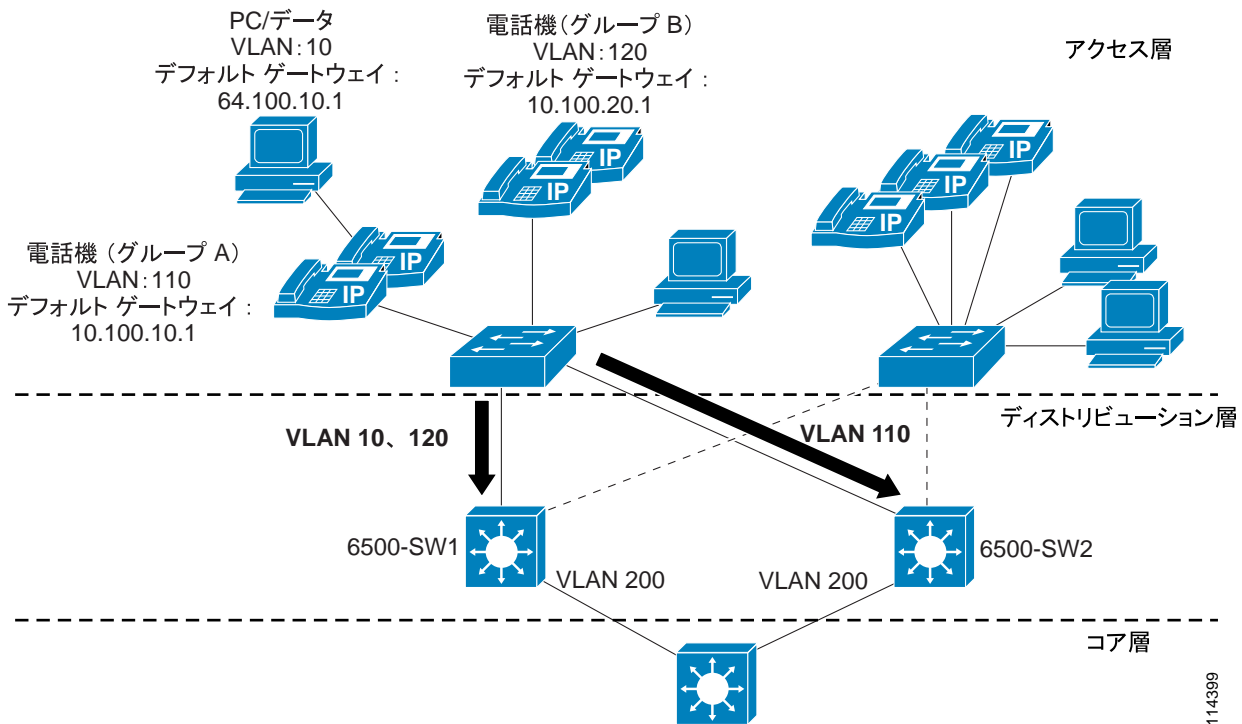 PC/データ
VLAN：10
デフォルト ゲートウェイ：
64.100.10.1
電話機（グループ B）
VLAN：120
デフォルト ゲートウェイ：
10.100.20.1
アクセス層
IP
IP
IP
IP
IP
電話機 （グループ A）
VLAN：110
デフォルト ゲートウェイ：
10.100.10.1
IP
IP
ディストリビューション層
VLAN 10、120
VLAN 110
6500-SW1
6500-SW2
VLAN 200
VLAN 200
コア層
114399